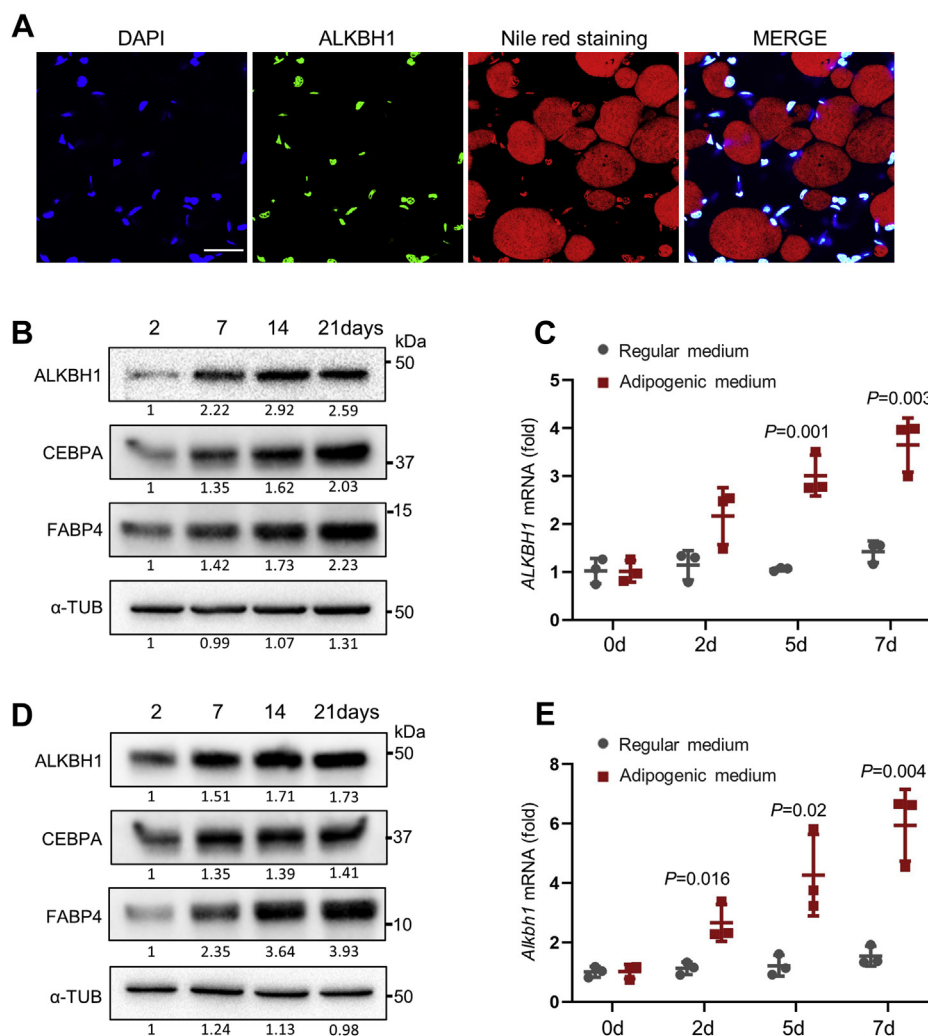 A
DAPI ALKBH1 Nile red staining MERGE
B
2 7 14 21days
kDa
ALKBH1 50
1 2.22 2.92 2.59
CEBPA 37
1 1.35 1.62 2.03
FABP4 15
1 1.42 1.73 2.23
α-TUB 50
1 0.99 1.07 1.31
C
Regular medium
Adipogenic medium
ALKBH1 mRNA (fold)
5
4
3
2
1
0
P=0.001
P=0.003
0d 2d 5d 7d
D
2 7 14 21days
kDa
ALKBH1 50
1 1.51 1.71 1.73
CEBPA 37
1 1.35 1.39 1.41
FABP4 10
1 2.35 3.64 3.93
α-TUB 50
1 1.24 1.13 0.98
E
Regular medium
Adipogenic medium
Alkbh1 mRNA (fold)
8
6
4
2
0
P=0.016
P=0.02
P=0.004
0d 2d 5d 7d